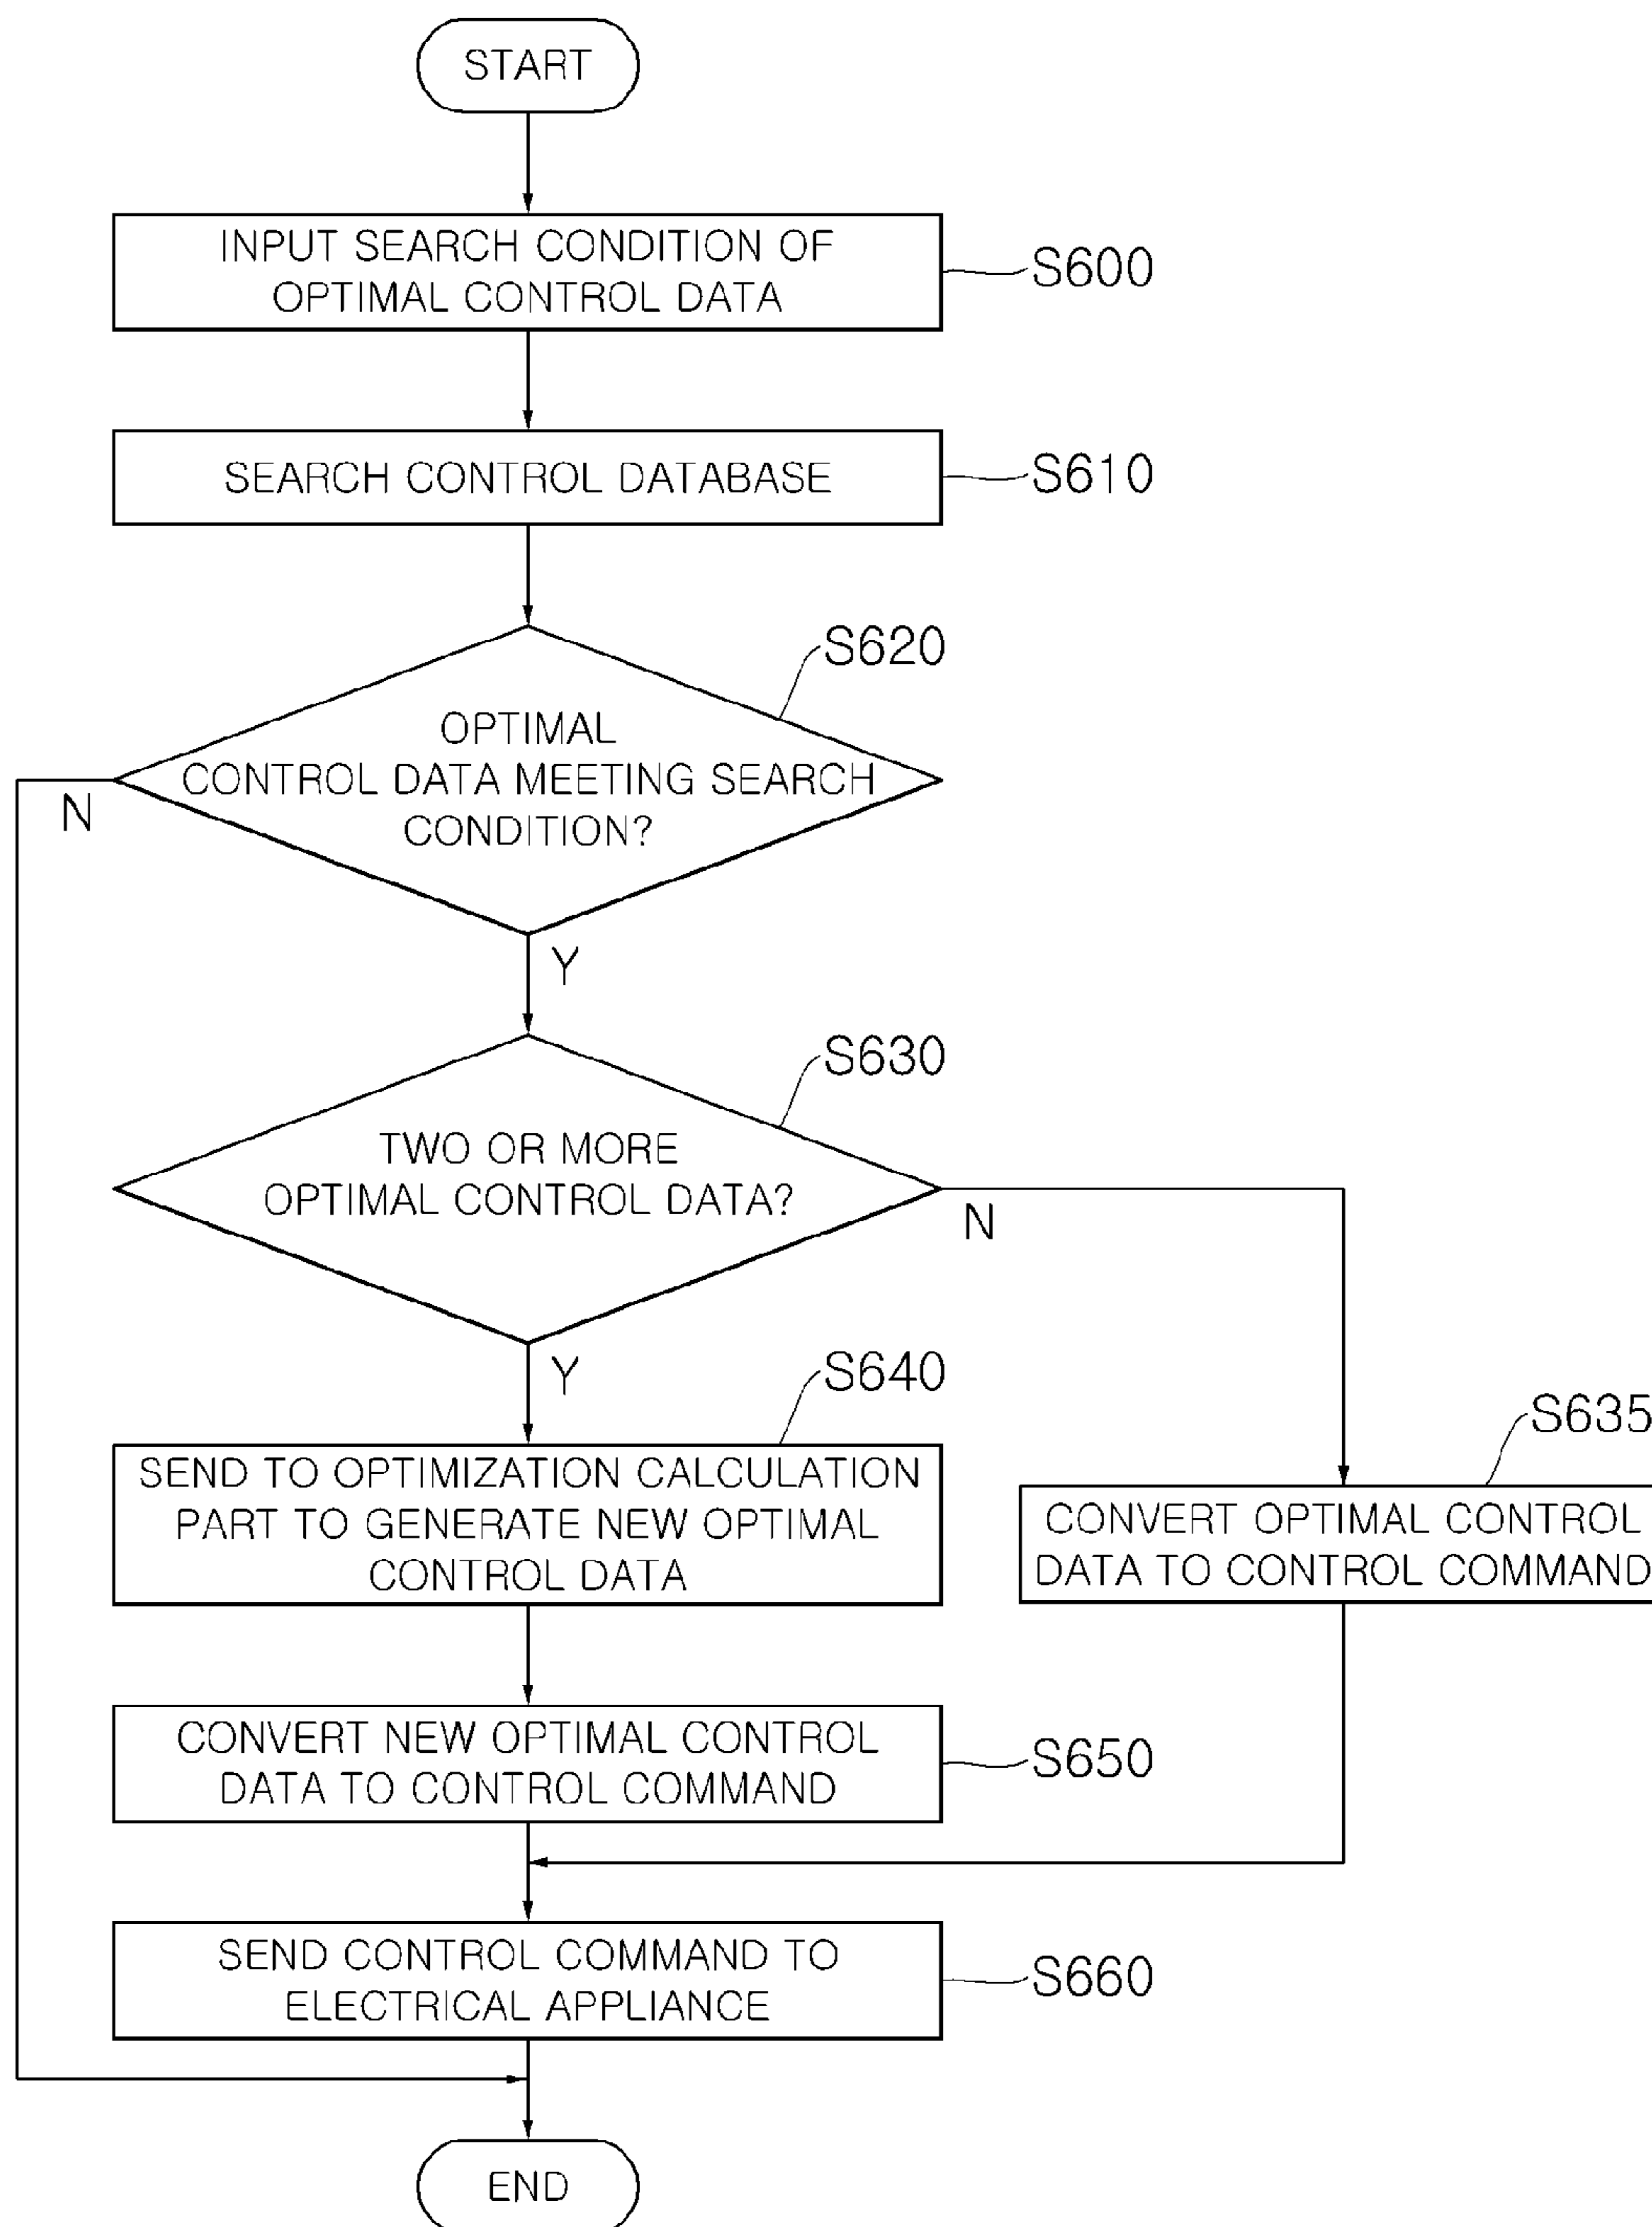 START
INPUT SEARCH CONDITION OF
OPTIMAL CONTROL DATA
S600
SEARCH CONTROL DATABASE
S610
S620
OPTIMAL
CONTROL DATA MEETING SEARCH
CONDITION?
N
Y
S630
TWO OR MORE
OPTIMAL CONTROL DATA?
N
Y
S640
SEND TO OPTIMIZATION CALCULATION
PART TO GENERATE NEW OPTIMAL
CONTROL DATA
S635
CONVERT OPTIMAL CONTROL
DATA TO CONTROL COMMAND
CONVERT NEW OPTIMAL CONTROL
DATA TO CONTROL COMMAND
S650
SEND CONTROL COMMAND TO
ELECTRICAL APPLIANCE
S660
END